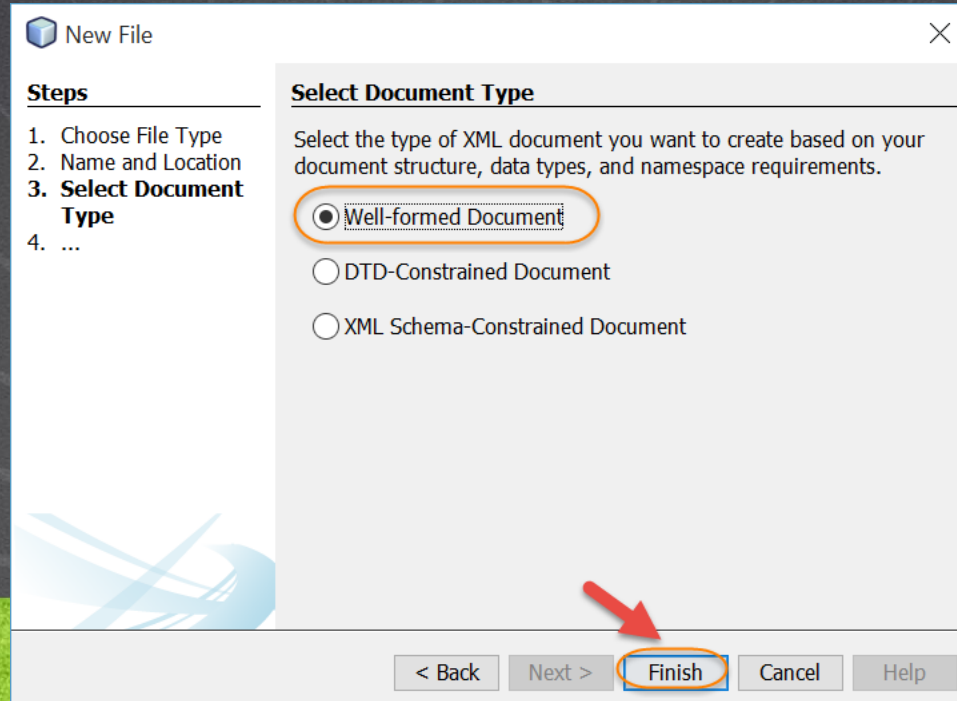 New File
Steps
1. Choose File Type
2. Name and Location
3. Select Document
Type
4. ...
Select Document Type
Select the type of XML document you want to create based on your
document structure, data types, and namespace requirements.
Well-formed Document
DTD-Constrained Document
XML Schema-Constrained Document
< Back
Next >
Finish
Cancel
Help